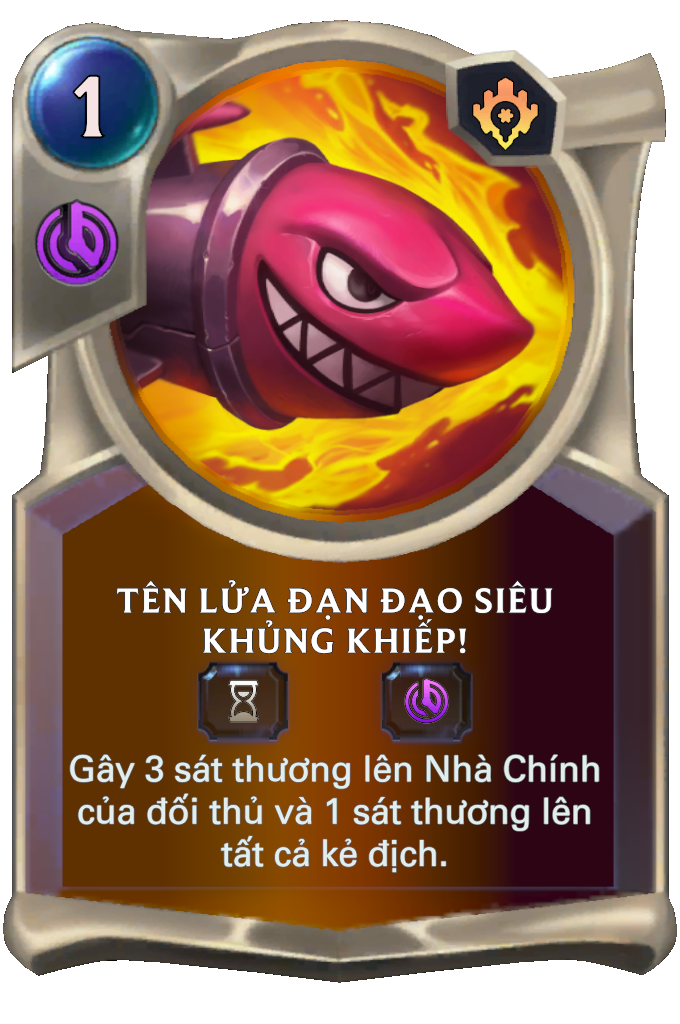 1
TÊN LỬA ĐẠN ĐẠO SIÊU
KHỦNG KHIẾP!
Gây 3 sát thương lên Nhà Chính
của đối thủ và 1 sát thương lên
tất cả kẻ địch.